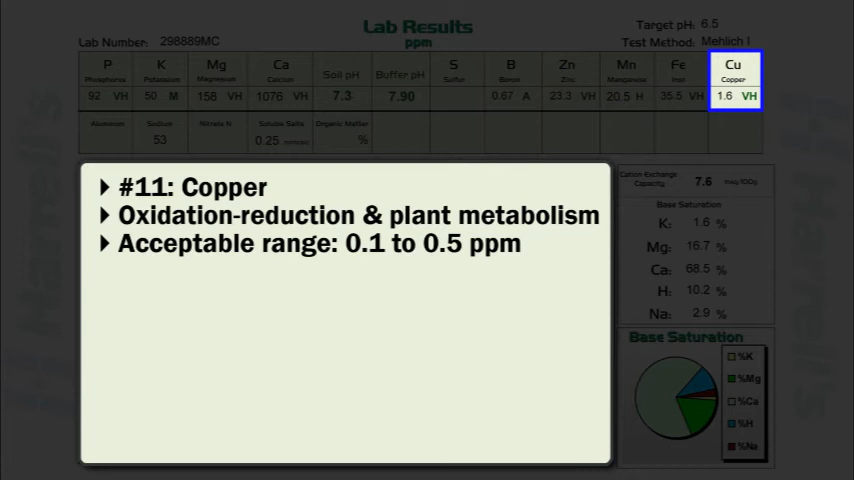 Lab Results
ppm
Target pH: 6.5
Lab Number: 298889MC
Test Method: Mehlich I
P K Mg Ca Soil pH Buffer pH S B Zn Mn Fe Cu
Phosphorus Potassium Magnesium Calcium Sulfur Boron Zinc Manganese Iron Copper
92 VH 50 M 158 VH 1076 VH 7.3 7.90 0.67 A 23.3 VH 20.5 H 35.5 VH 1.6 VH
Aluminum Sodium Nitrate N Soluble Salts Organic Matter
53 0.25 %
#11: Copper
Oxidation-reduction & plant metabolism
Acceptable range: 0.1 to 0.5 ppm
Cation Exchange
Capacity 7.6 meq/100g
Base Saturation
K: 1.6 %
Mg: 16.7 %
Ca: 68.5 %
H: 10.2 %
Na: 2.9 %
Base Saturation
%K
%Mg
%Ca
%H
%Na
Harrell's
Harrell's